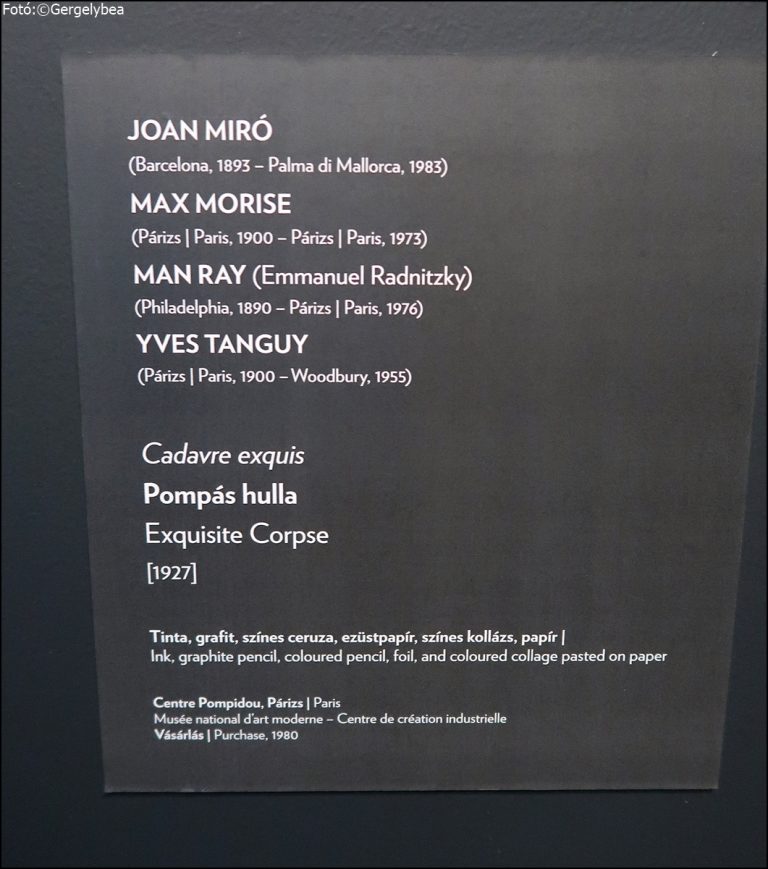 Fotó:©Gergelybea
JOAN MIRÓ
(Barcelona, 1893 – Palma di Mallorca, 1983)
MAX MORISE
(Párizs | Paris, 1900 – Párizs | Paris, 1973)
MAN RAY (Emmanuel Radnitzky)
(Philadelphia, 1890 – Párizs | Paris, 1976)
YVES TANGUY
(Párizs | Paris, 1900 – Woodbury, 1955)
Cadavre exquis
Pompás hulla
Exquisite Corpse
[1927]
Tinta, grafit, színes ceruza, ezüstpapír, színes kollázs, papír |
Ink, graphite pencil, coloured pencil, foil, and coloured collage pasted on paper
Centre Pompidou, Párizs | Paris
Musée national d'art moderne – Centre de création industrielle
Vásárlás | Purchase, 1980